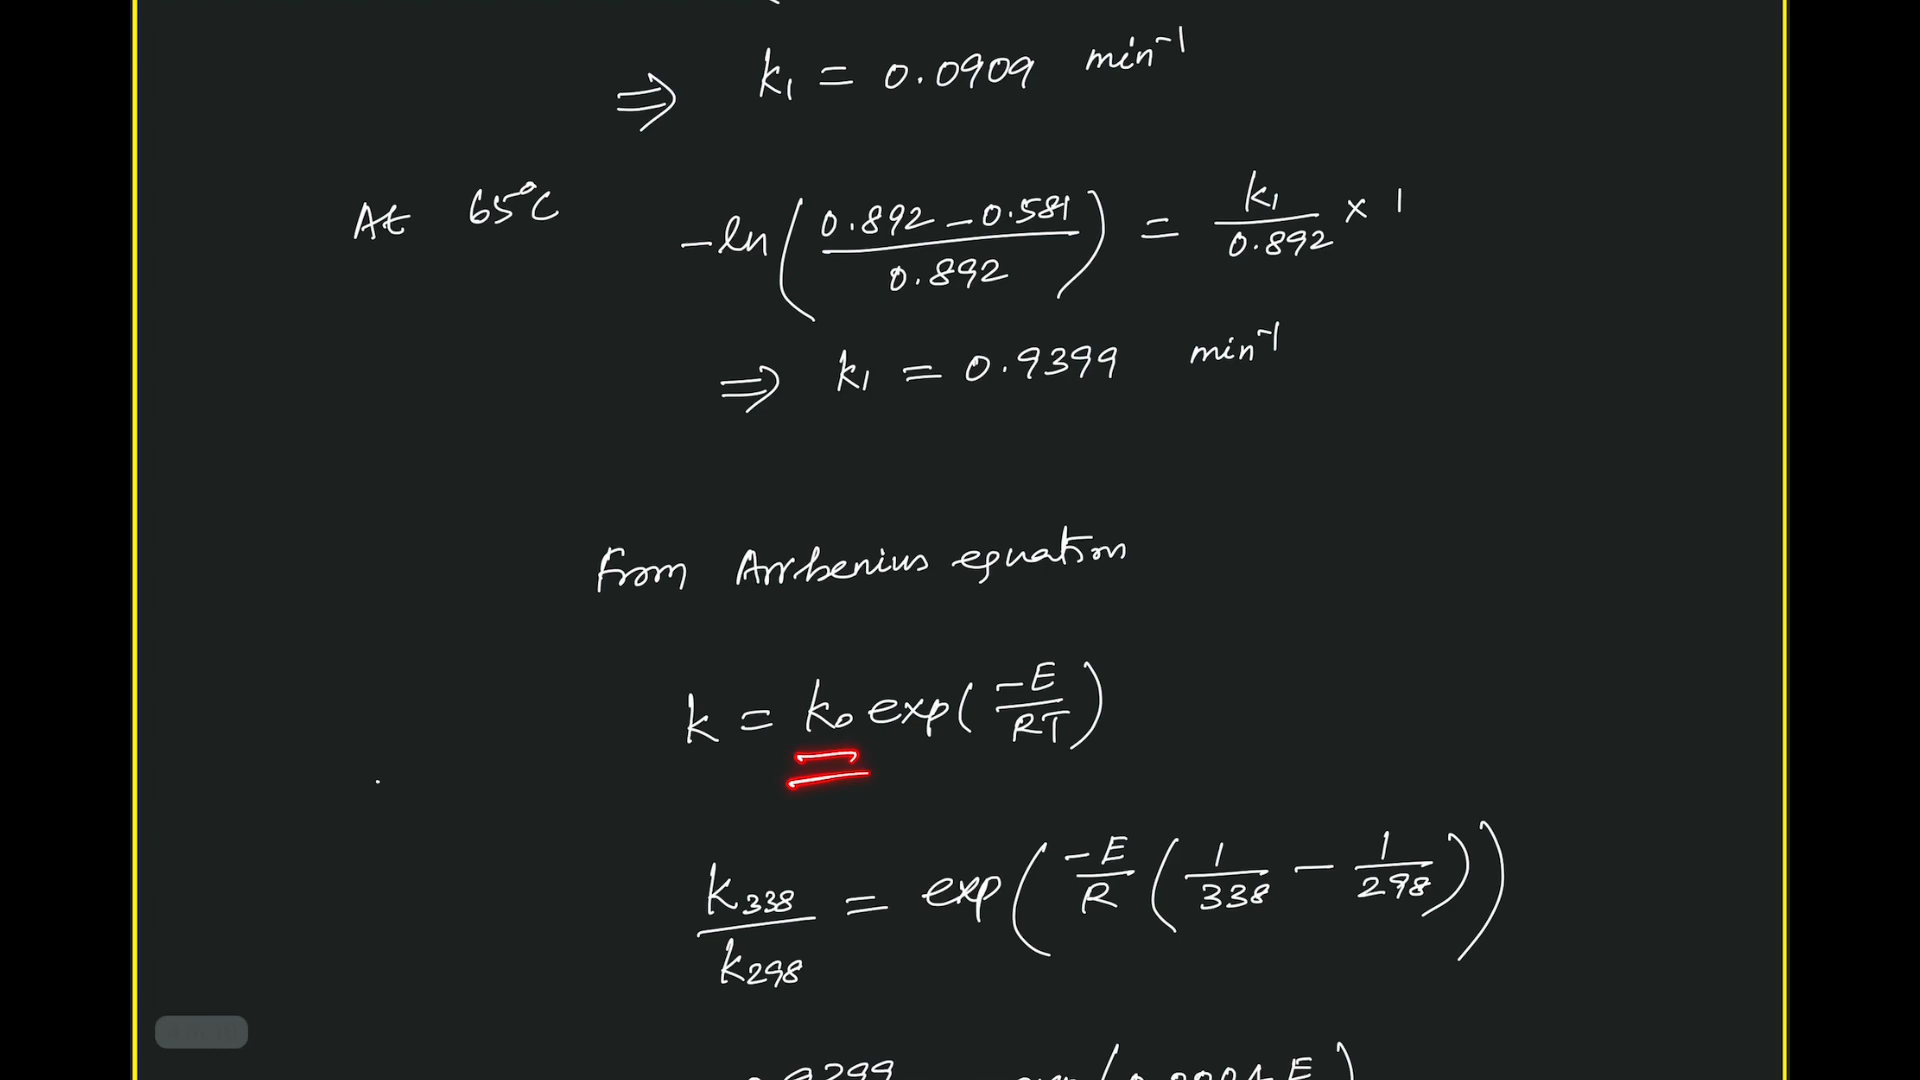 ⇒ k₁ = 0.0909 min⁻¹
At 65°C -ln((0.892 - 0.581)/0.892) = k₁/0.892 × 1
⇒ k₁ = 0.9399 min⁻¹
From Arrhenius equation
k = k₀ exp(-E/RT)
k₃₃₈/k₂₉₈ = exp(-E/R (1/338 - 1/298))